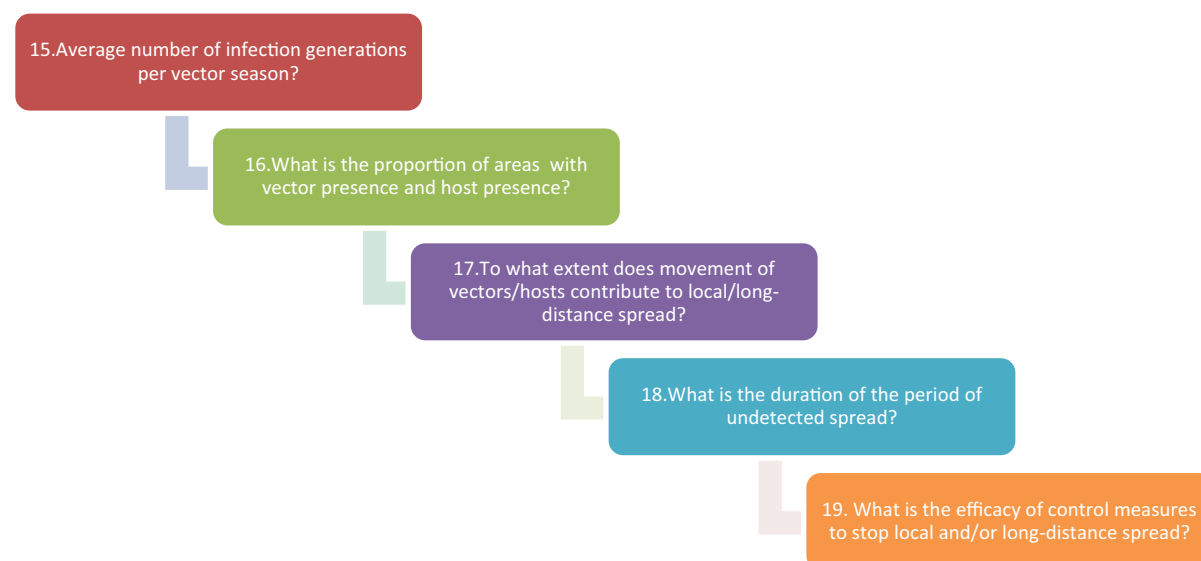 15.Average number of infection generations
per vector season?
16.What is the proportion of areas with
vector presence and host presence?
17.To what extent does movement of
vectors/hosts contribute to local/long-
distance spread?
18.What is the duration of the period of
undetected spread?
19. What is the efficacy of control measures
to stop local and/or long-distance spread?